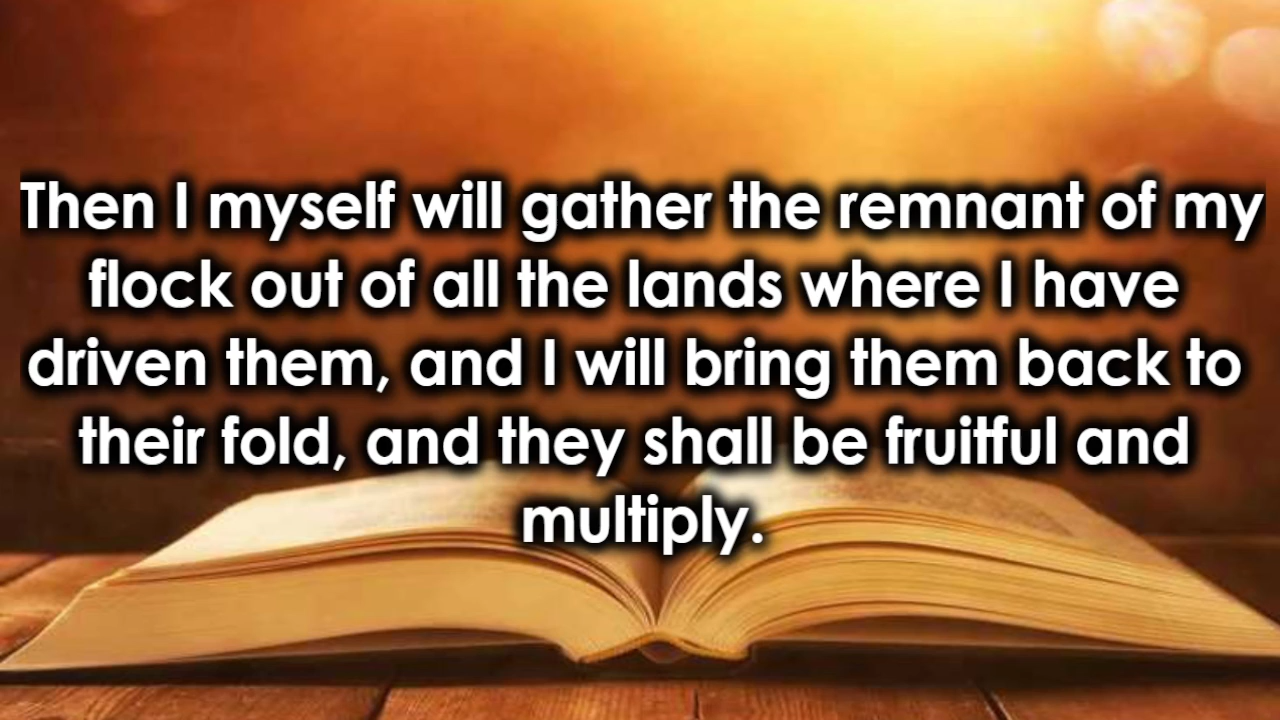 Then I myself will gather the remnant of my
flock out of all the lands where I have
driven them, and I will bring them back to
their fold, and they shall be fruitful and
multiply.